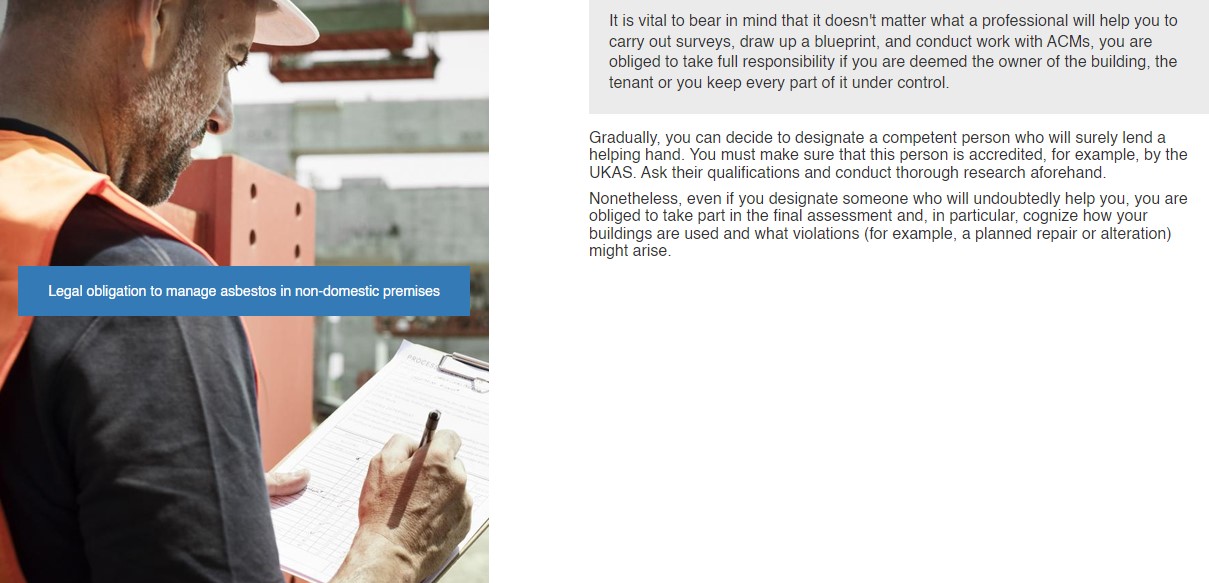 It is vital to bear in mind that it doesn't matter what a professional will help you to
carry out surveys, draw up a blueprint, and conduct work with ACMs, you are
obliged to take full responsibility if you are deemed the owner of the building, the
tenant or you keep every part of it under control.
Gradually, you can decide to designate a competent person who will surely lend a
helping hand. You must make sure that this person is accredited, for example, by the
UKAS. Ask their qualifications and conduct thorough research aforehand.
Nonetheless, even if you designate someone who will undoubtedly help you, you are
obliged to take part in the final assessment and, in particular, cognize how your
buildings are used and what violations (for example, a planned repair or alteration)
might arise.
Legal obligation to manage asbestos in non-domestic premises